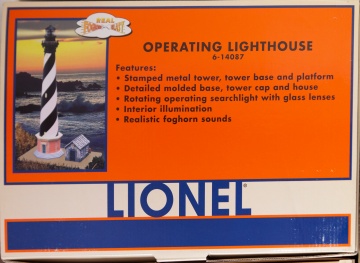 REAL
OPERATING LIGHTHOUSE
6-14087
Features:
• Stamped metal tower, tower base and platform
• Detailed molded base, tower cap and house
• Rotating operating searchlight with glass lenses
• Interior illumination
• Realistic foghorn sounds
LIONEL®